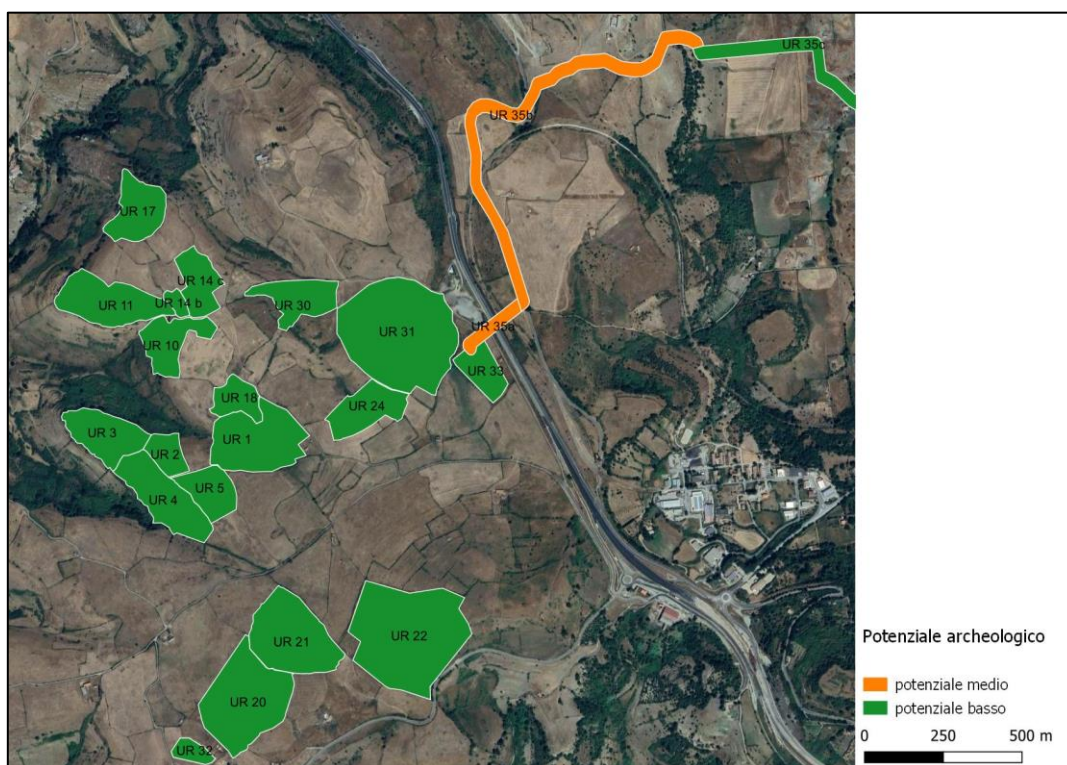 UR 35c
UR 35b
UR 17
UR 14 c
UR 11
UR 14 b
UR 30
UR 31
UR 35a
UR 10
UR 33
UR 18
UR 24
UR 3
UR 1
UR 2
UR 5
UR 4
UR 21
UR 22
UR 20
UR 32
Potenziale archeologico
potenziale medio
potenziale basso
0 250 500 m